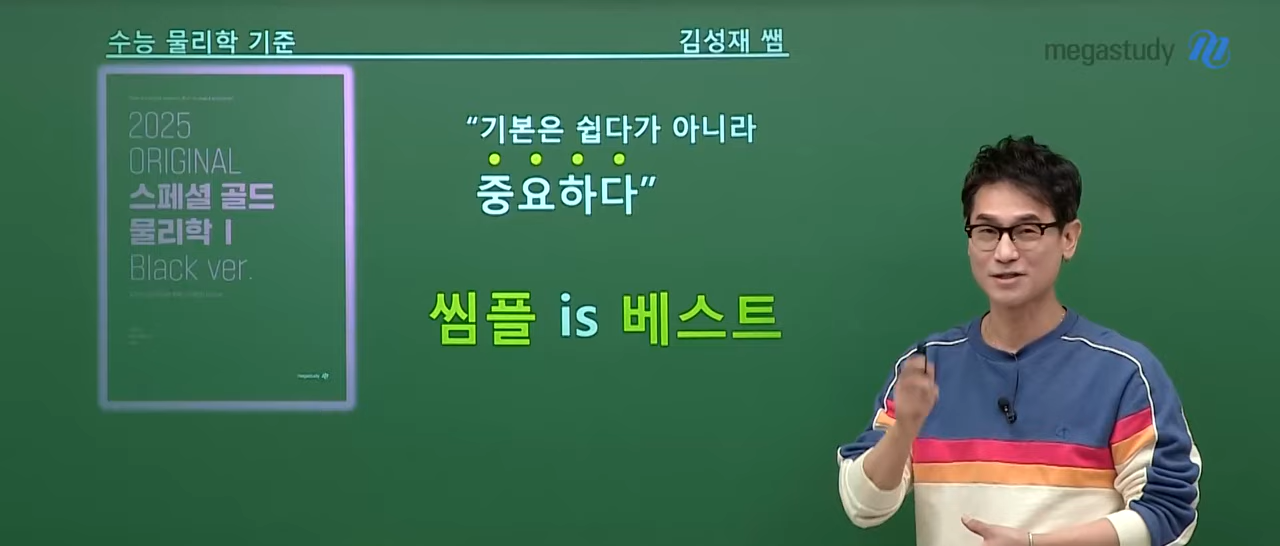 수능 물리학 기준
김성재 쌤
megastudy
2025
ORIGINAL
스페셜 골드
물리학 I
Black ver.
megastudy
“기본은 쉽다가 아니라
중요하다”
씸플 is 베스트